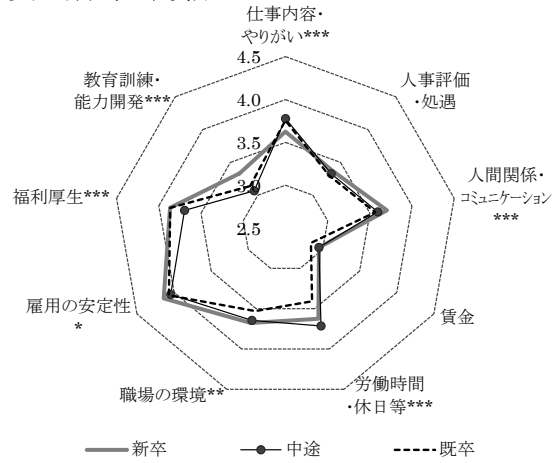 仕事内容・
やりがい***
4.5
教育訓練・
能力開発***
4.0
人事評価
・処遇
3.5
3.0
人間関係・
コミュニケーション
***
福利厚生***
2.5
雇用の安定性
*
賃金
職場の環境**
労働時間
・休日等***
新卒
中途
既卒